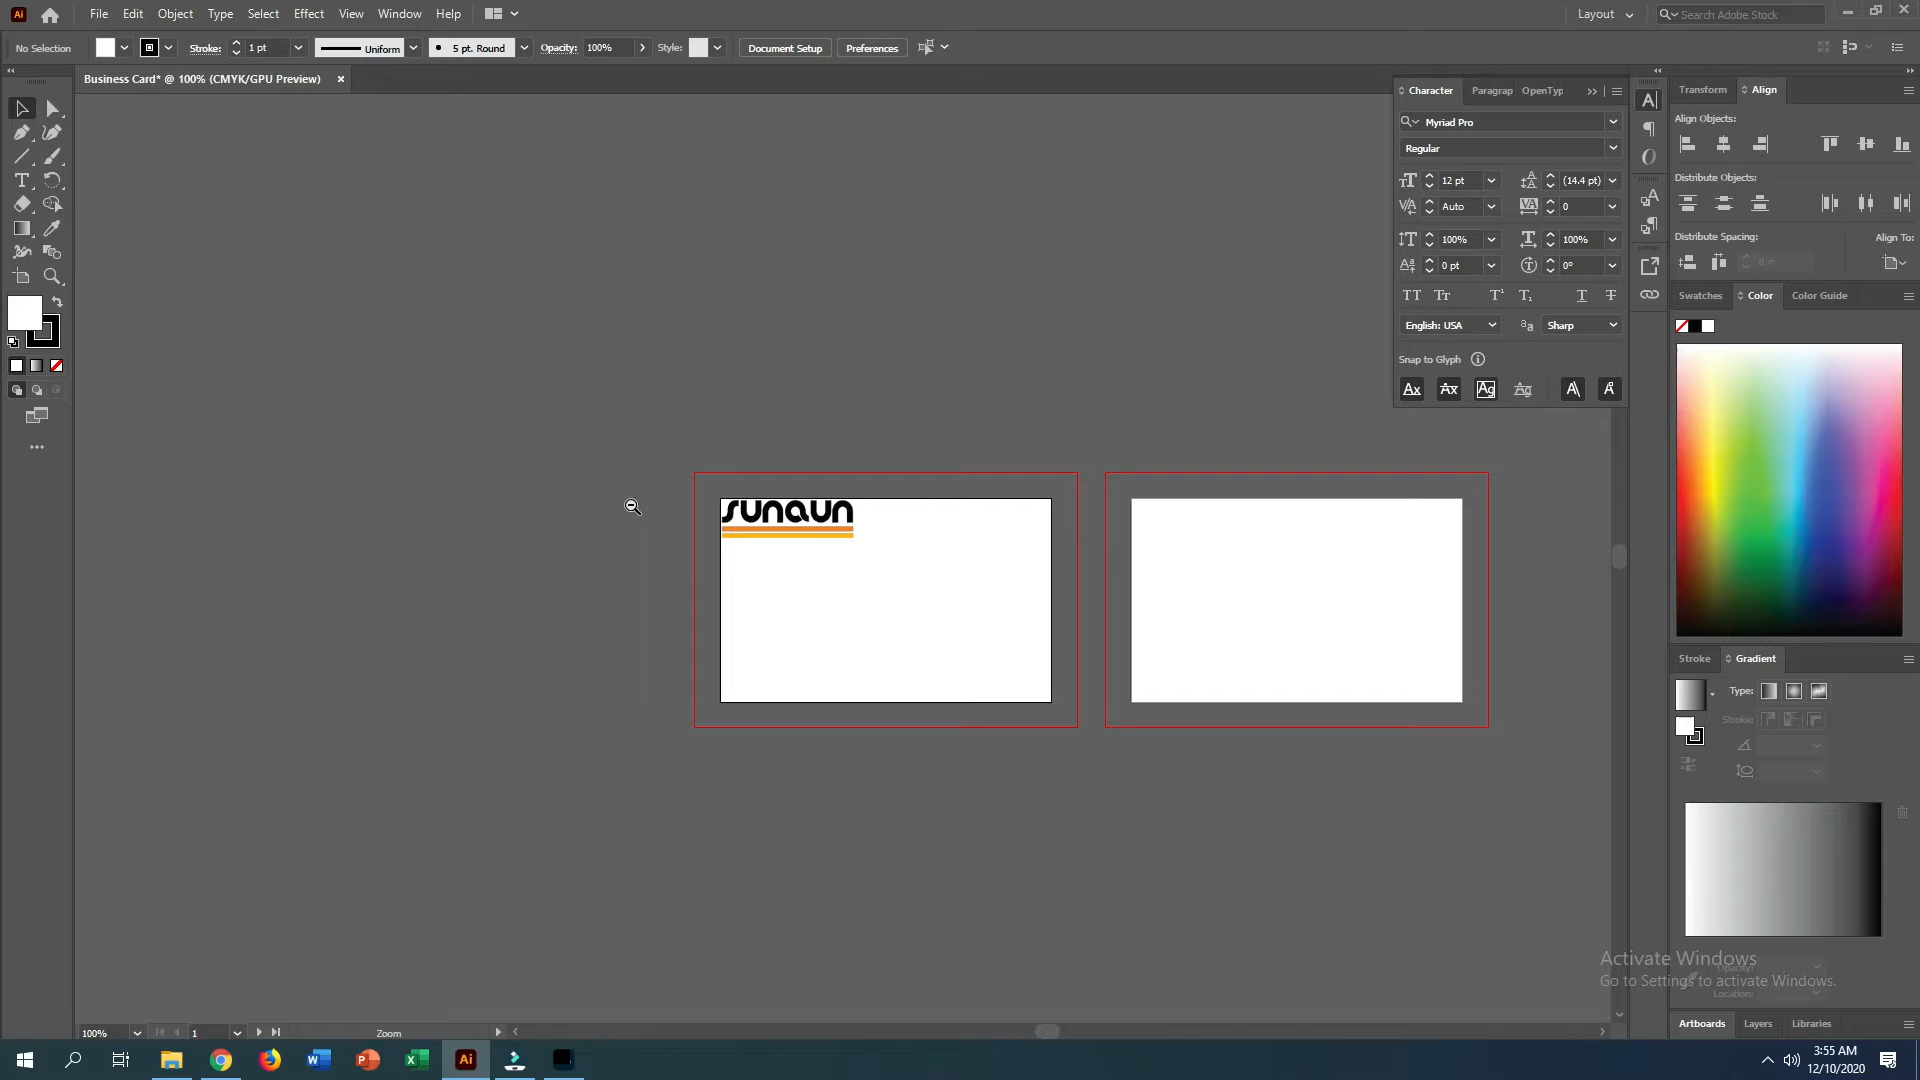 File Edit Object Type Select Effect View Window Help Layout Search Adobe Stock
No Selection Stroke: 1 pt Uniform 5 pt. Round Opacity: 100% Style: Document Setup Preferences
Business Card* @ 100% (CMYK/GPU Preview)
Character Paragrap OpenTyp
Myriad Pro
Regular
12 pt (14.4 pt)
Auto 0
100% 100%
0 pt 0°
English: USA Sharp
Snap to Glyph
Transform Align
Align Objects:
Distribute Objects:
Distribute Spacing: Align To:
0 in
Swatches Color Color Guide
sunaun
Stroke Gradient
Type:
Stroke:
Opacity:
Location:
Activate Windows
Go to Settings to activate Windows.
Artboards Layers Libraries
100% 1 Zoom
3:55 AM
12/10/2020